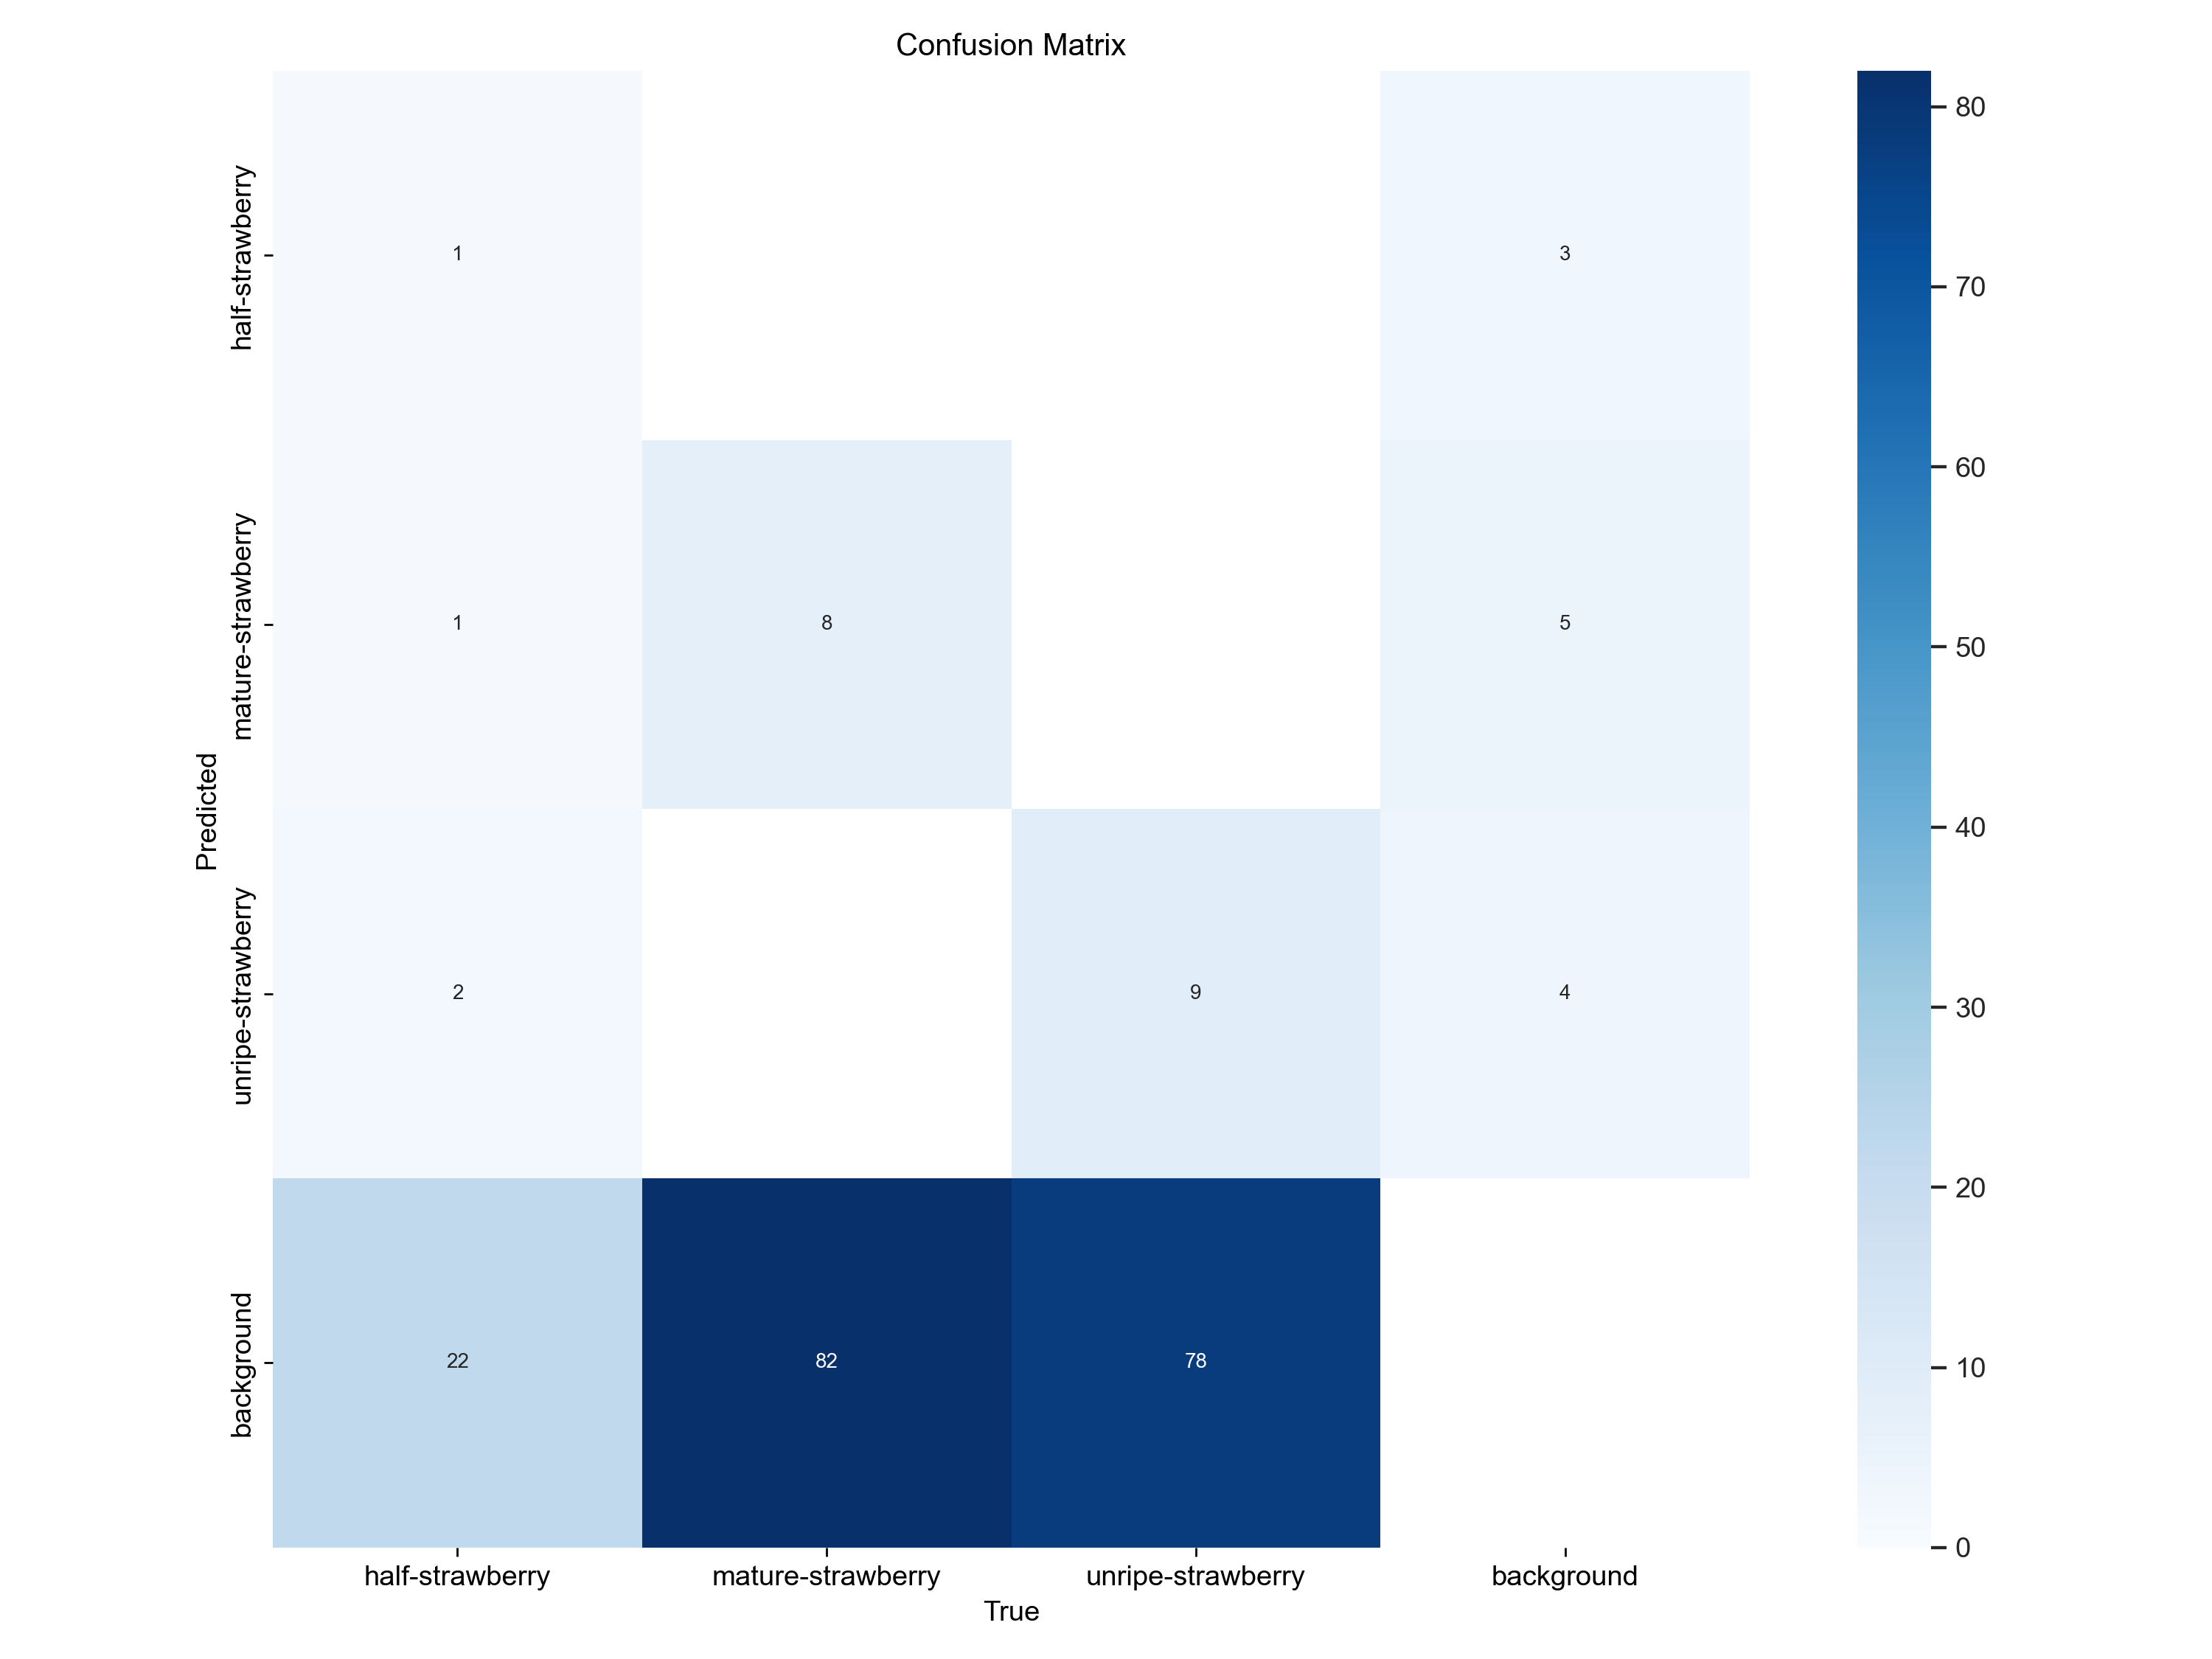 Confusion Matrix
half-strawberry
1
3
mature-strawberry
1
8
5
unripe-strawberry
2
9
4
background
22
82
78
Predicted
half-strawberry
mature-strawberry
unripe-strawberry
background
True
80
70
60
50
40
30
20
10
0